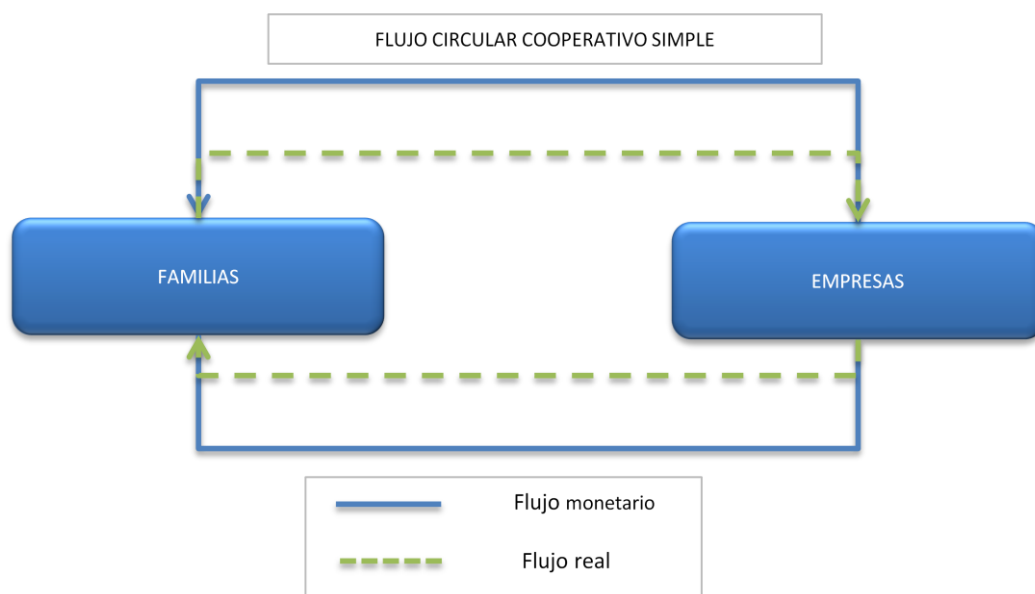 FLUJO CIRCULAR COOPERATIVO SIMPLE
FAMILIAS
EMPRESAS
Flujo monetario
Flujo real